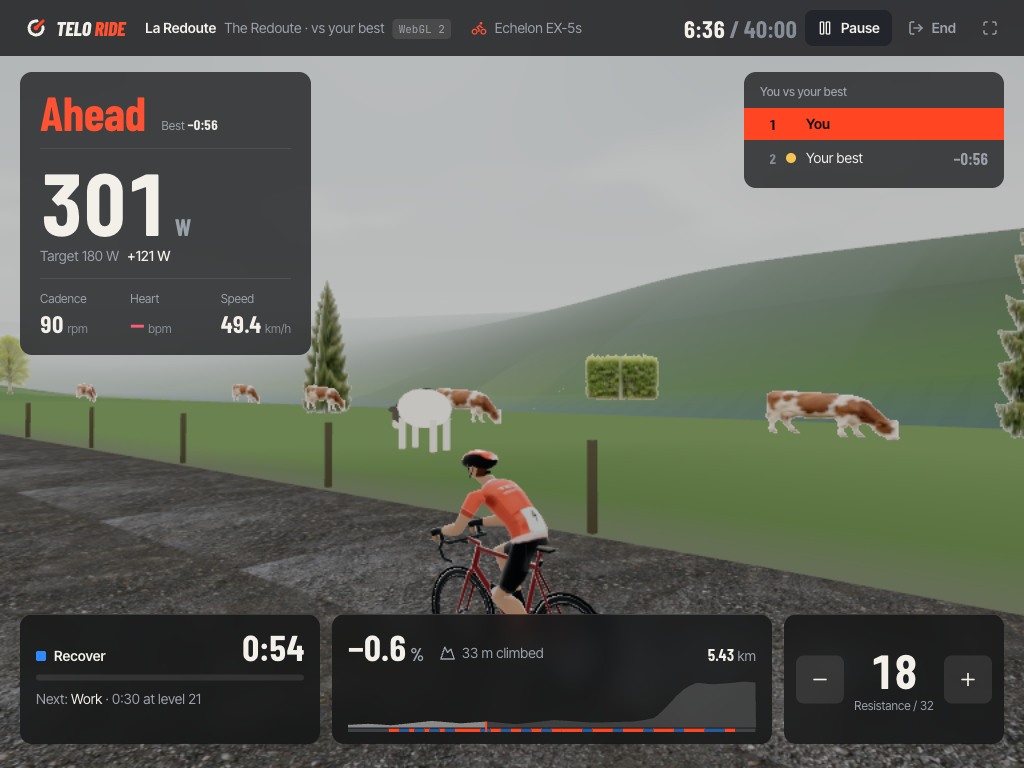 TELO RIDE
La Redoute The Redoute · vs your best WebGL 2 Echelon EX-5s
6:36 / 40:00 Pause End
Ahead Best −0:56
301 W
Target 180 W +121 W
Cadence Heart Speed
90 rpm – bpm 49.4 km/h
You vs your best
1 You
2 Your best −0:56
Recover 0:54
Next: Work · 0:30 at level 21
−0.6 % 33 m climbed 5.43 km
− 18 +
Resistance / 32